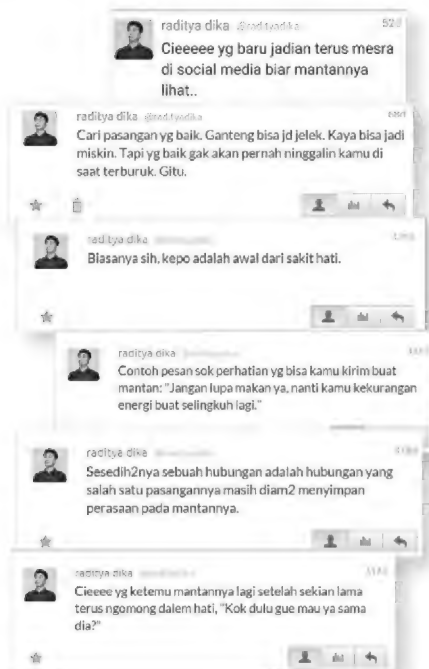 raditya dika @radityadika
Cieeeee yg baru jadian terus mesra
di social media biar mantannya
lihat..
raditya dika @radityadika
Cari pasangan yg baik. Ganteng bisa jd jelek. Kaya bisa jadi
miskin. Tapi yg baik gak akan pernah ninggalin kamu di
saat terburuk. Gitu.
raditya dika
Biasanya sih, kepo adalah awal dari sakit hati.
raditya dika
Contoh pesan sok perhatian yg bisa kamu kirim buat
mantan: "Jangan lupa makan ya, nanti kamu kekurangan
energi buat selingkuh lagi."
raditya dika
Sesedih2nya sebuah hubungan adalah hubungan yang
salah satu pasangannya masih diam2 menyimpan
perasaan pada mantannya.
raditya dika
Cieeee yg ketemu mantannya lagi setelah sekian lama
terus ngomong dalem hati, "Kok dulu gue mau ya sama
dia?"